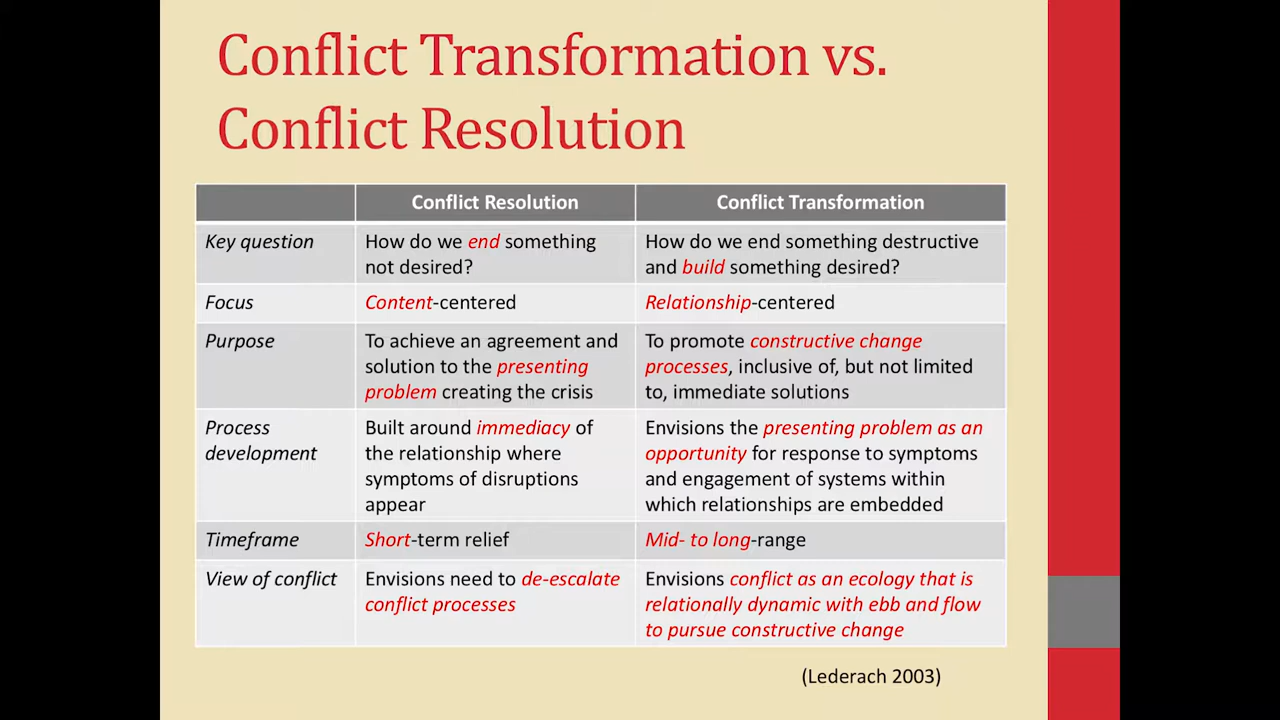 Conflict Transformation vs.
Conflict Resolution
Conflict Resolution
Conflict Transformation
Key question
How do we end something
not desired?
How do we end something destructive
and build something desired?
Focus
Content-centered
Relationship-centered
Purpose
To achieve an agreement and
solution to the presenting
problem creating the crisis
To promote constructive change
processes, inclusive of, but not limited
to, immediate solutions
Process
development
Built around immediacy of
the relationship where
symptoms of disruptions
appear
Envisions the presenting problem as an
opportunity for response to symptoms
and engagement of systems within
which relationships are embedded
Timeframe
Short-term relief
Mid- to long-range
View of conflict
Envisions need to de-escalate
conflict processes
Envisions conflict as an ecology that is
relationally dynamic with ebb and flow
to pursue constructive change
(Lederach 2003)